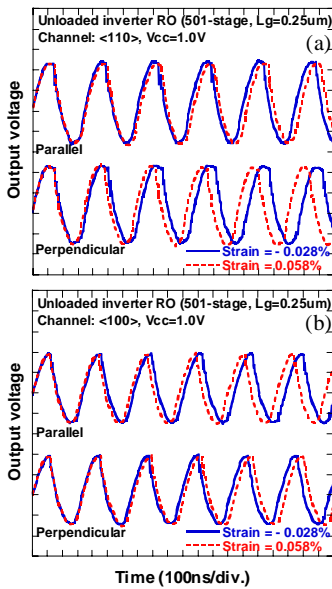 Unloaded inverter RO (501-stage, Lg=0.25um)
Channel: <110>, Vcc=1.0V
(a)
Parallel
Perpendicular
Strain = - 0.028%
Strain = 0.058%
Output voltage
Unloaded inverter RO (501-stage, Lg=0.25um)
Channel: <100>, Vcc=1.0V
(b)
Parallel
Perpendicular
Strain = - 0.028%
Strain = 0.058%
Output voltage
Time (100ns/div.)